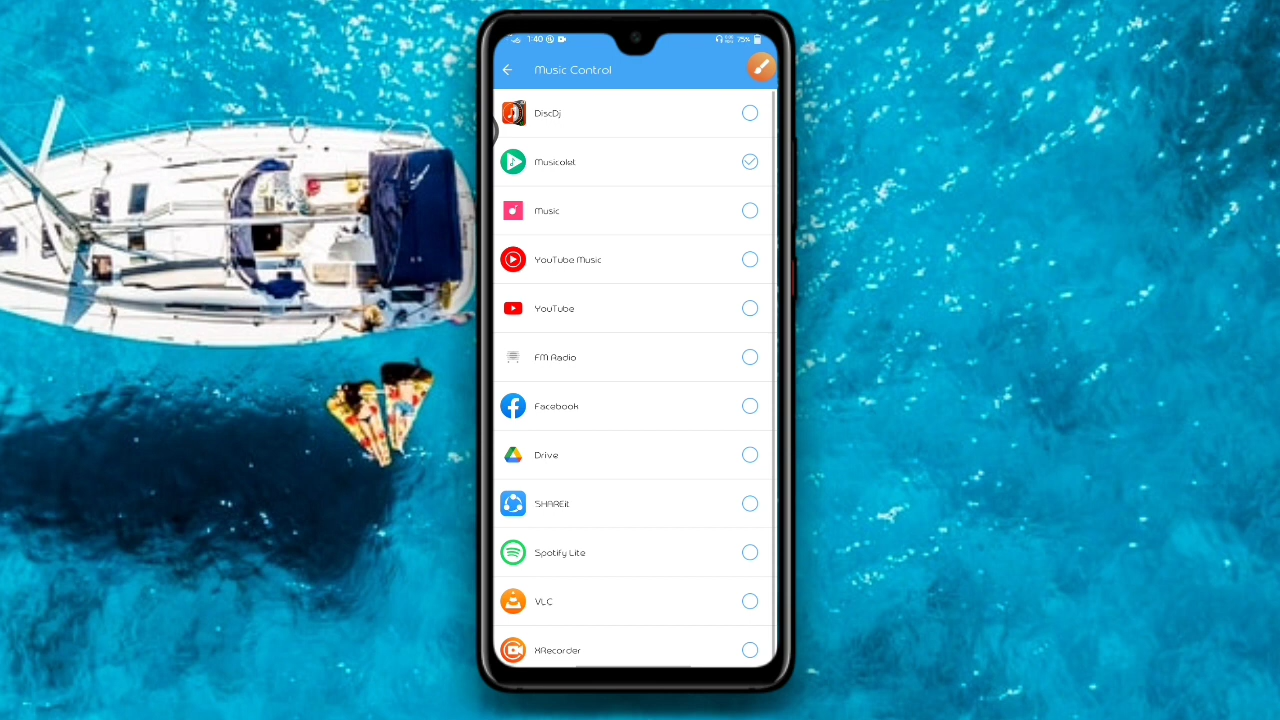 1:40
75%
Music Control
DiscDj
Musicolet
Music
YouTube Music
YouTube
FM Radio
Facebook
Drive
SHAREit
Spotify Lite
VLC
XRecorder